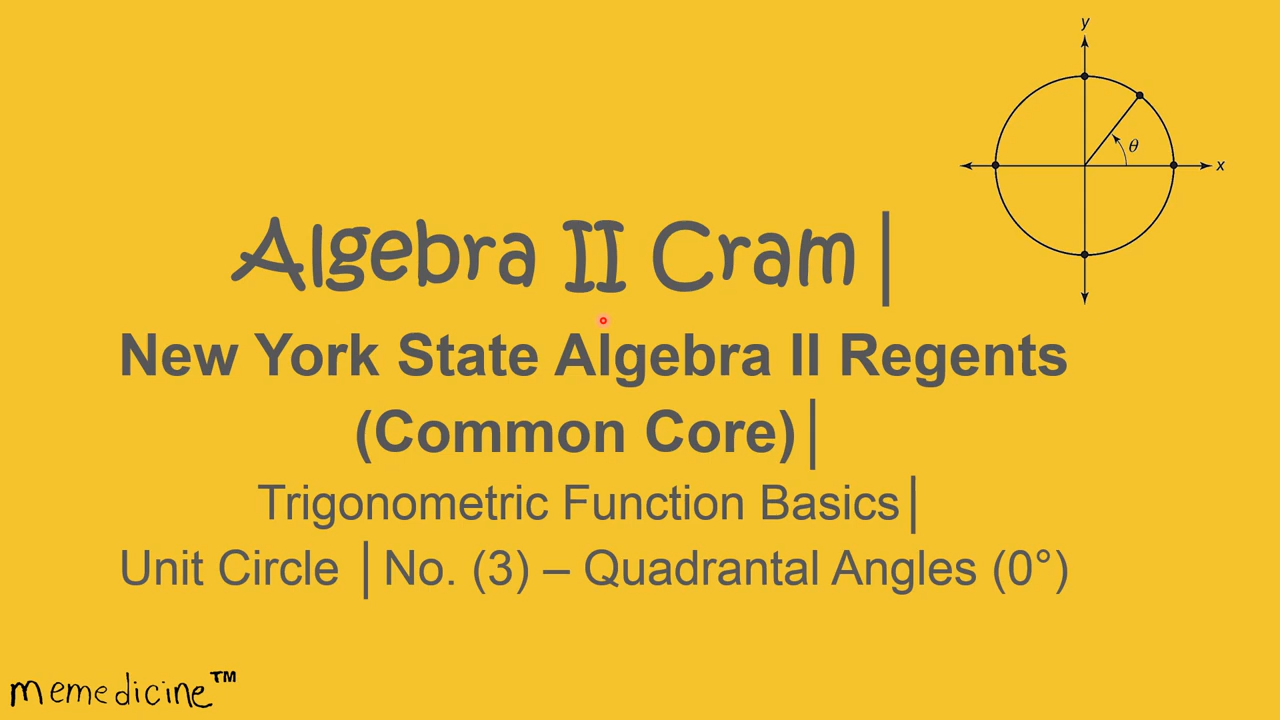 y
θ
x
Algebra II Cram|
New York State Algebra II Regents
(Common Core)|
Trigonometric Function Basics|
Unit Circle |No. (3) – Quadrantal Angles (0°)
memedicine™